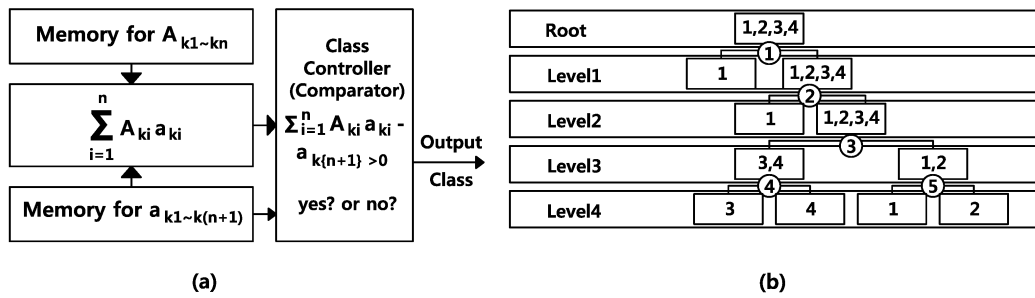 Memory for A k1~kn
n
∑ A ki a ki
i=1
Memory for a k1~k(n+1)
Class
Controller
(Comparator)
∑ n i=1 A ki a ki -
a k{n+1} >0
yes? or no?
Output
Class
(a)
Root
1,2,3,4
1
Level1
1
1,2,3,4
2
Level2
1
1,2,3,4
3
Level3
3,4
1,2
4
5
Level4
3
4
1
2
(b)